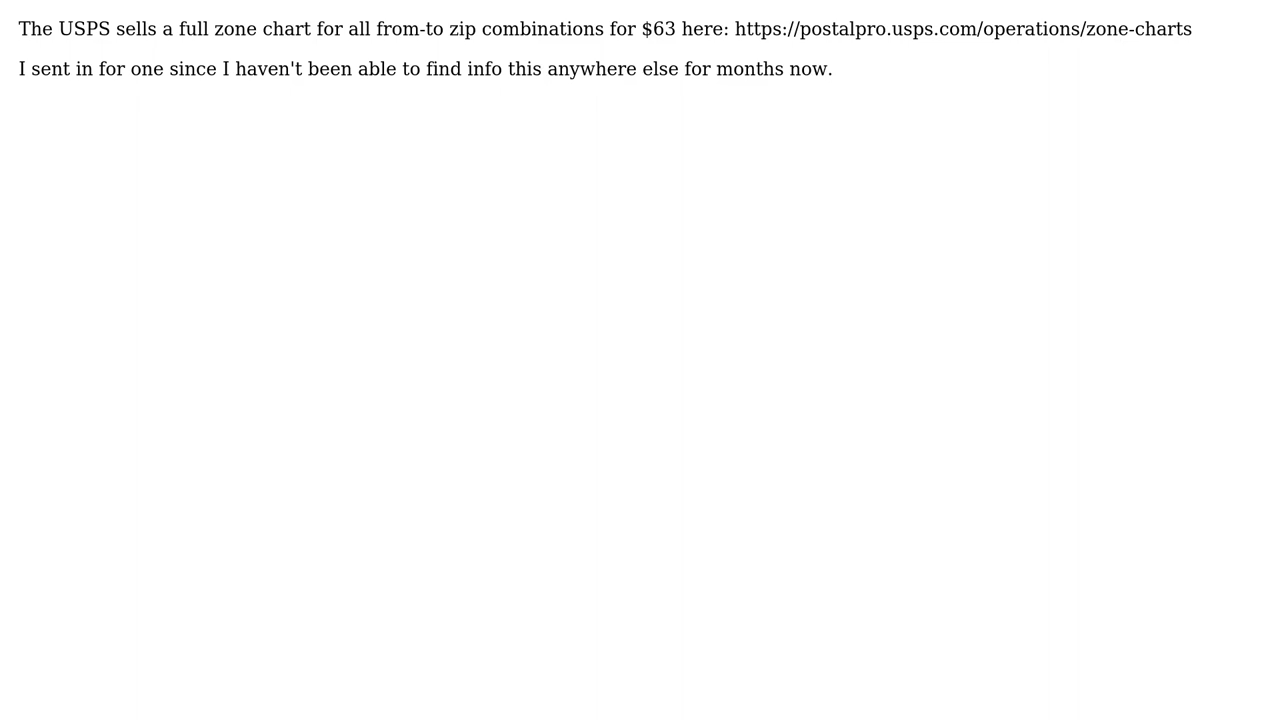 The USPS sells a full zone chart for all from-to zip combinations for $63 here: https://postalpro.usps.com/operations/zone-charts
I sent in for one since I haven't been able to find info this anywhere else for months now.